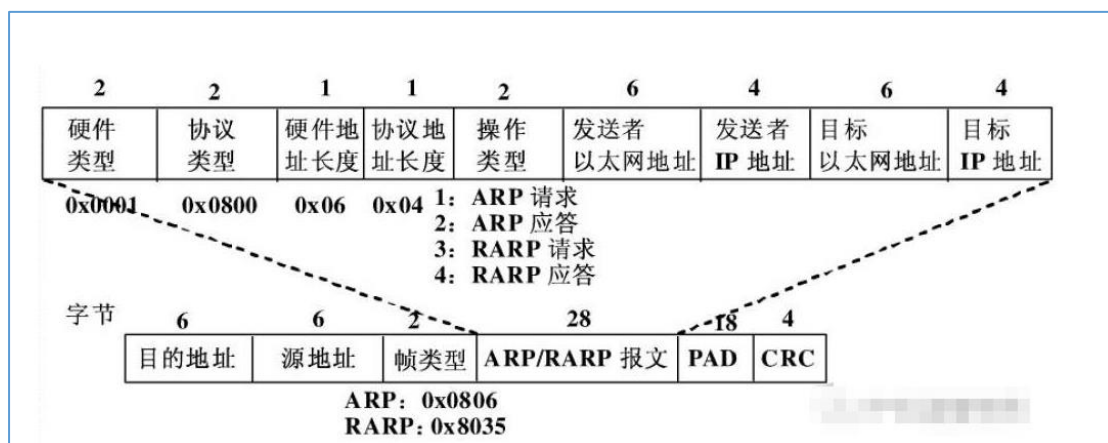 2 2 1 1 2 6 4 6 4
硬件 协议 硬件地 协议地 操作 发送者 发送者 目标 目标
类型 类型 址长度 址长度 类型 以太网地址 IP 地址 以太网地址 IP 地址
0x0001 0x0800 0x06 0x04 1：ARP 请求
2：ARP 应答
3：RARP 请求
4：RARP 应答
字节 6 6 2 28 18 4
目的地址 源地址 帧类型 ARP/RARP 报文 PAD CRC
ARP：0x0806
RARP：0x8035